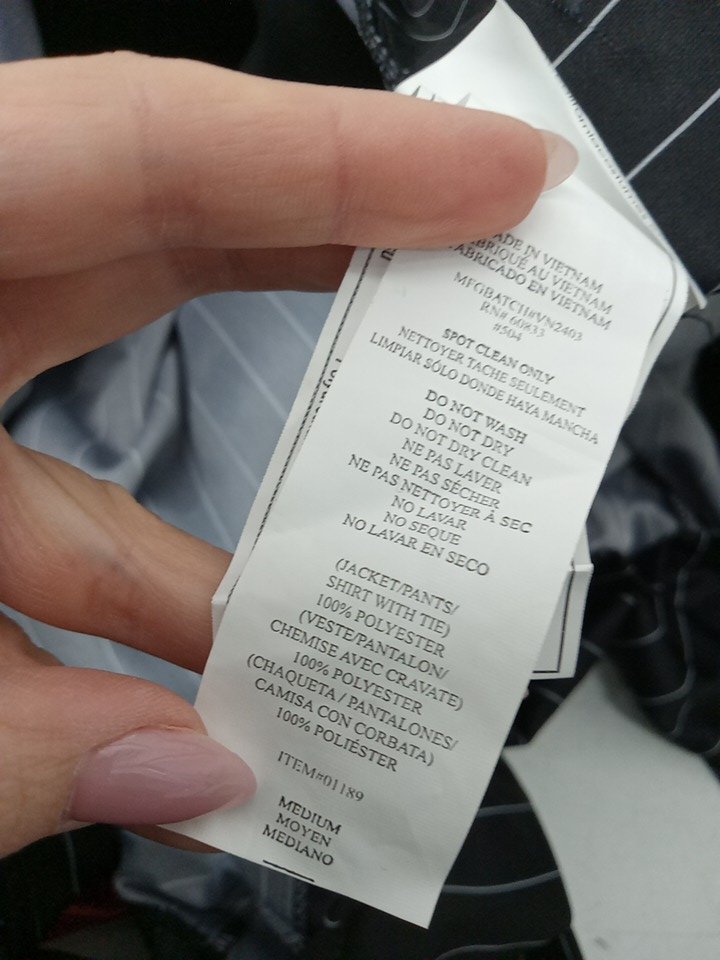 ADE IN VIETNAM
BRIQUÉ AU VIETNAM
ABRICADO EN VIETNAM
MFGBATCH#VN2403
RN# 60833
#504
SPOT CLEAN ONLY
NETTOYER TACHE SEULEMENT
LIMPIAR SÓLO DONDE HAYA MANCHA
DO NOT WASH
DO NOT DRY
DO NOT DRY CLEAN
NE PAS LAVER
NE PAS SÉCHER
NE PAS NETTOYER À SEC
NO LAVAR
NO SEQUE
NO LAVAR EN SECO
(JACKET/PANTS/
SHIRT WITH TIE)
100% POLYESTER
(VESTE/PANTALON/
CHEMISE AVEC CRAVATE)
100% POLYESTER
(CHAQUETA / PANTALONES/
CAMISA CON CORBATA)
100% POLIÉSTER
ITEM#01189
MEDIUM
MOYEN
MEDIANO